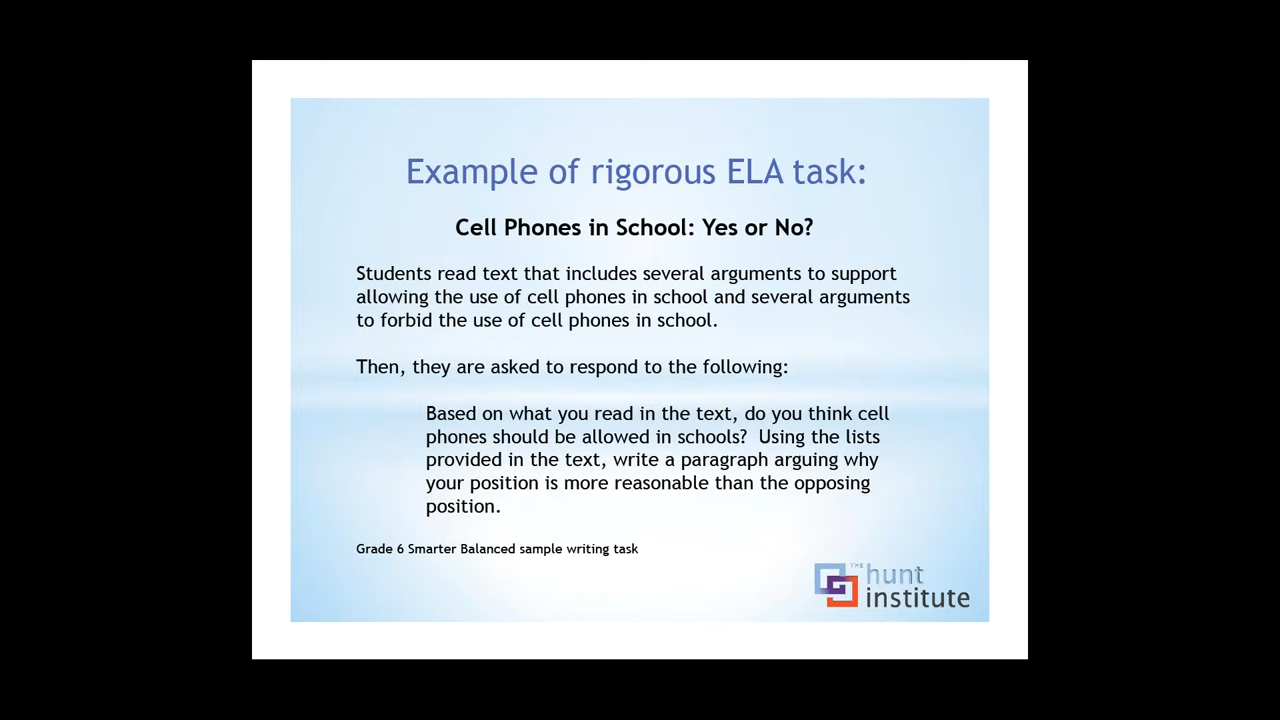 Example of rigorous ELA task:
Cell Phones in School: Yes or No?
Students read text that includes several arguments to support
allowing the use of cell phones in school and several arguments
to forbid the use of cell phones in school.
Then, they are asked to respond to the following:
Based on what you read in the text, do you think cell
phones should be allowed in schools?  Using the lists
provided in the text, write a paragraph arguing why
your position is more reasonable than the opposing
position.
Grade 6 Smarter Balanced sample writing task
THE hunt
institute